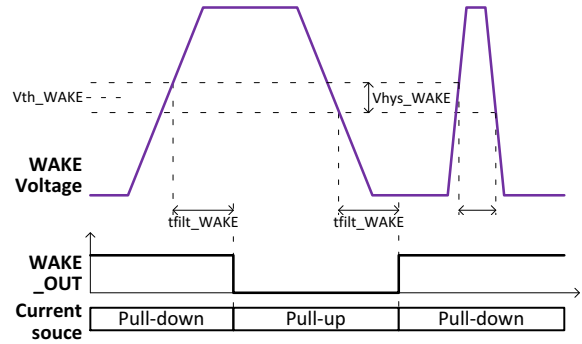 Vth_WAKE
Vhys_WAKE
WAKE
Voltage
tfilt_WAKE
tfilt_WAKE
WAKE
_OUT
Current
souce
Pull-down
Pull-up
Pull-down